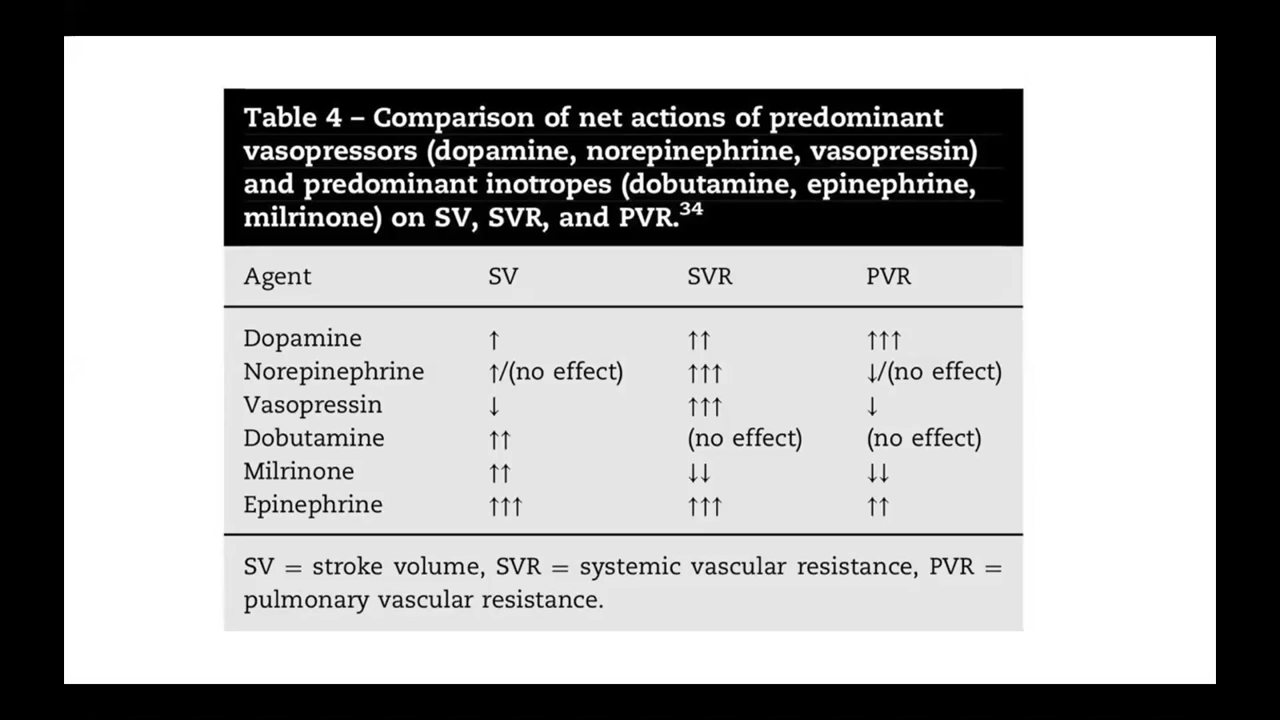 Table 4 – Comparison of net actions of predominant
vasopressors (dopamine, norepinephrine, vasopressin)
and predominant inotropes (dobutamine, epinephrine,
milrinone) on SV, SVR, and PVR.³⁴
Agent SV SVR PVR
Dopamine ↑ ↑↑ ↑↑↑
Norepinephrine ↑/(no effect) ↑↑↑ ↓/(no effect)
Vasopressin ↓ ↑↑↑ ↓
Dobutamine ↑↑ (no effect) (no effect)
Milrinone ↑↑ ↓↓ ↓↓
Epinephrine ↑↑↑ ↑↑↑ ↑↑
SV = stroke volume, SVR = systemic vascular resistance, PVR =
pulmonary vascular resistance.